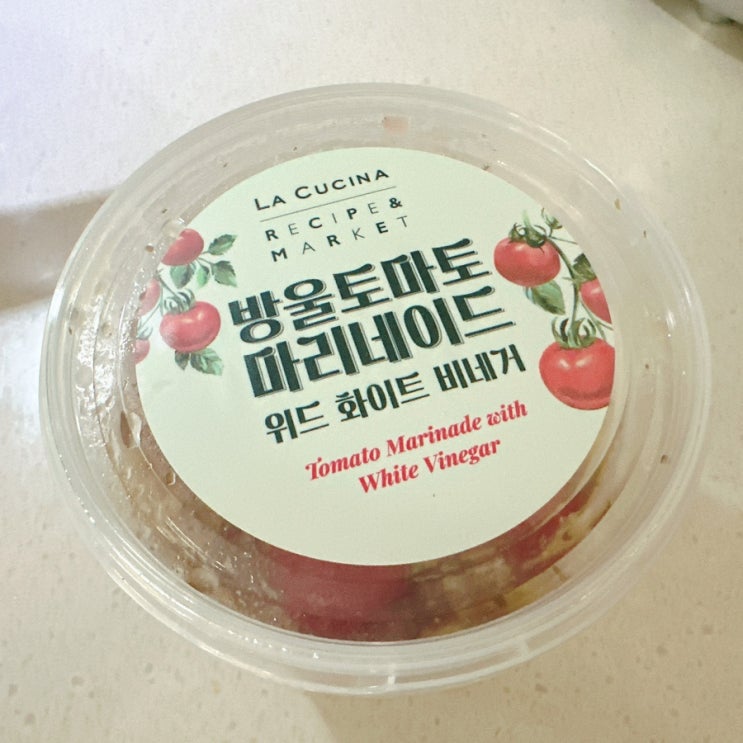 LA CUCINA
RECIPE&
MARKET
방울토마토
마리네이드
위드 화이트 비네거
Tomato Marinade with
White Vinegar